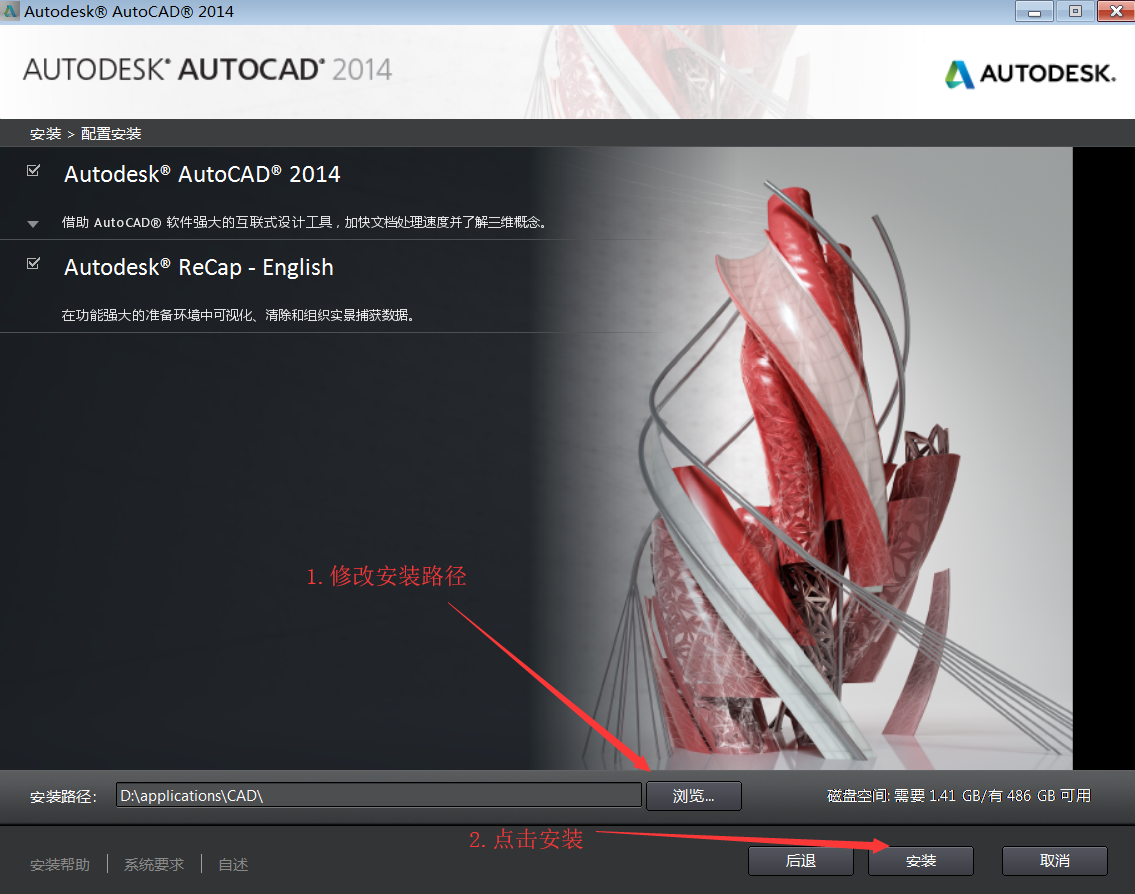 Autodesk® AutoCAD® 2014
AUTODESK® AUTOCAD® 2014
AUTODESK.
安装 > 配置安装
Autodesk® AutoCAD® 2014
借助 AutoCAD® 软件强大的互联式设计工具，加快文档处理速度并了解三维概念。
Autodesk® ReCap - English
在功能强大的准备环境中可视化、清除和组织实景捕获数据。
1. 修改安装路径
安装路径: D:\applications\CAD\ 浏览... 磁盘空间: 需要 1.41 GB/有 486 GB 可用
2. 点击安装
安装帮助 系统要求 自述 后退 安装 取消